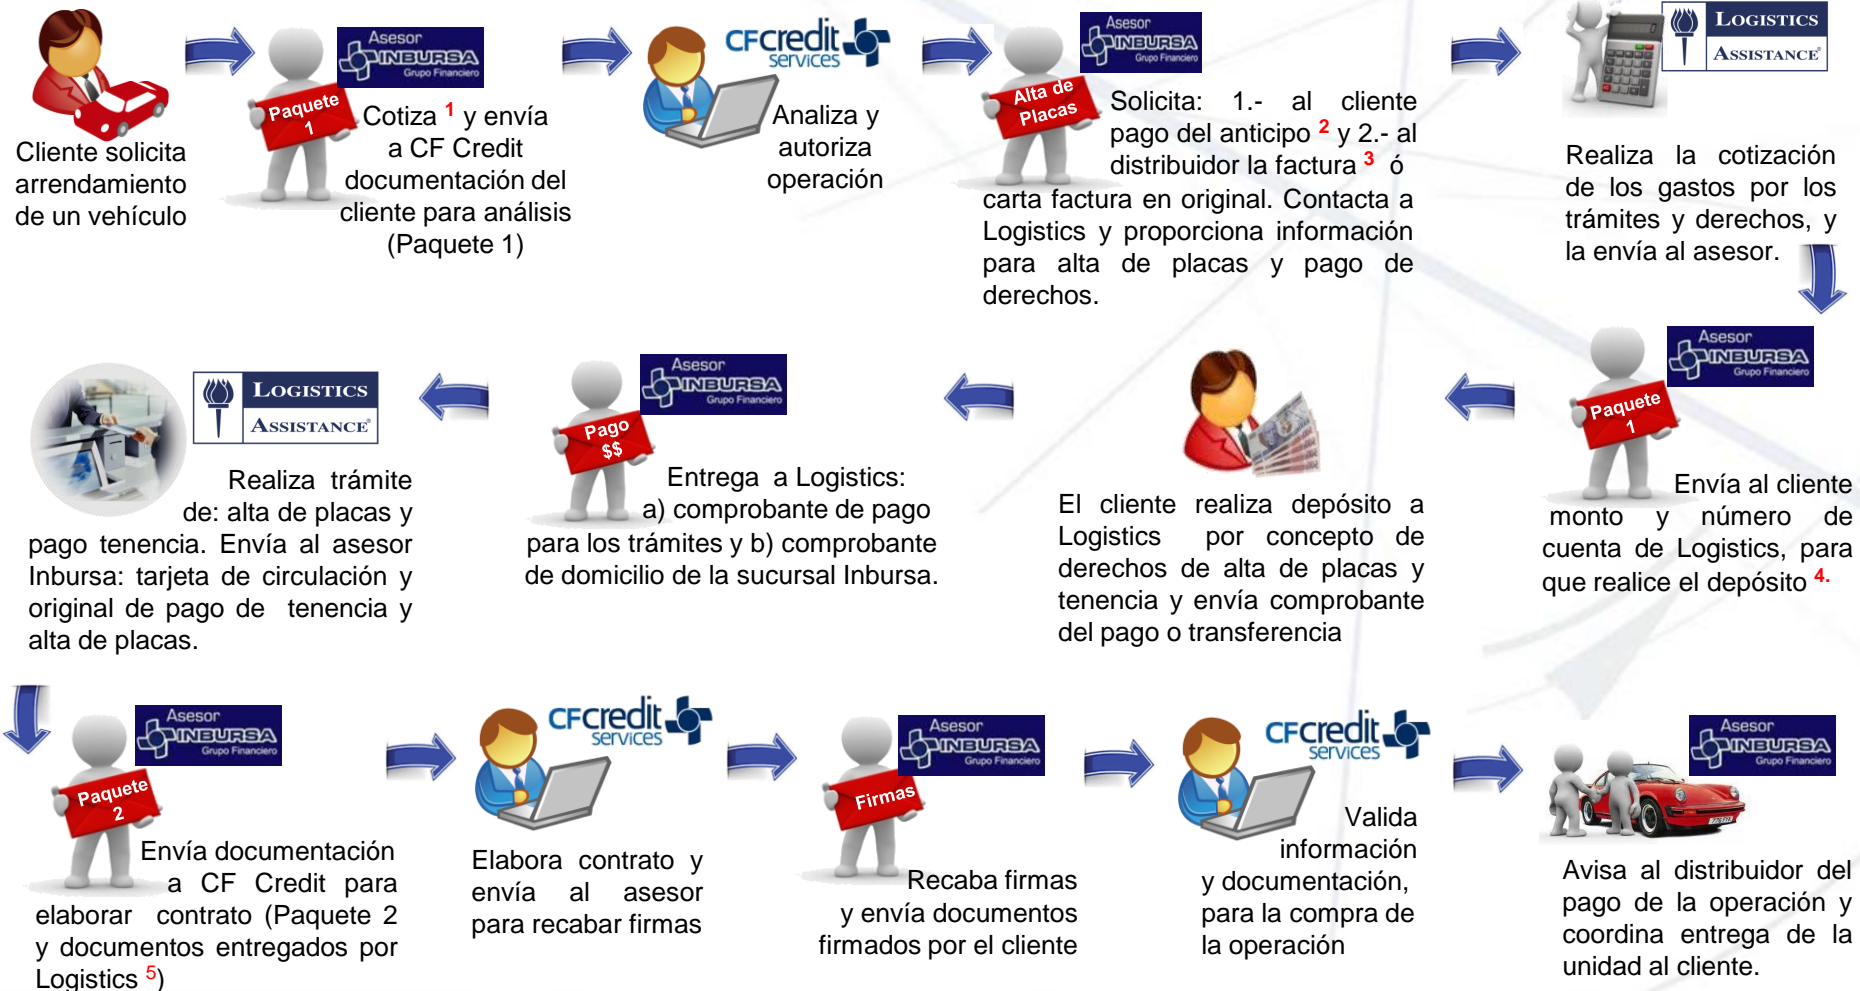 Asesor
INBURSA
Grupo Financiero
Paquete
1
Cliente solicita
arrendamiento
de un vehículo
Cotiza 1 y envía
a CF Credit
documentación del
cliente para análisis
(Paquete 1)
CFcredit
services
Analiza y
autoriza
operación
Asesor
INBURSA
Grupo Financiero
Alta de
Placas
Solicita: 1.- al cliente
pago del anticipo 2 y 2.- al
distribuidor la factura 3 ó
carta factura en original. Contacta a
Logistics y proporciona información
para alta de placas y pago de
derechos.
LOGISTICS
ASSISTANCE
Realiza la cotización
de los gastos por los
trámites y derechos, y
la envía al asesor.
Asesor
INBURSA
Grupo Financiero
Paquete
1
Envía al cliente
monto y número de
cuenta de Logistics, para
que realice el depósito 4.
El cliente realiza depósito a
Logistics por concepto de
derechos de alta de placas y
tenencia y envía comprobante
del pago o transferencia
Asesor
INBURSA
Grupo Financiero
Pago
$$
Entrega a Logistics:
a) comprobante de pago
para los trámites y b) comprobante
de domicilio de la sucursal Inbursa.
LOGISTICS
ASSISTANCE
Realiza trámite
de: alta de placas y
pago tenencia. Envía al asesor
Inbursa: tarjeta de circulación y
original de pago de tenencia y
alta de placas.
Asesor
INBURSA
Grupo Financiero
Paquete
2
Envía documentación
a CF Credit para
elaborar contrato (Paquete 2
y documentos entregados por
Logistics 5)
CFcredit
services
Elabora contrato y
envía al asesor
para recabar firmas
Asesor
INBURSA
Grupo Financiero
Firmas
Recaba firmas
y envía documentos
firmados por el cliente
CFcredit
services
Valida
información
y documentación,
para la compra de
la operación
Asesor
INBURSA
Grupo Financiero
Avisa al distribuidor del
pago de la operación y
coordina entrega de la
unidad al cliente.